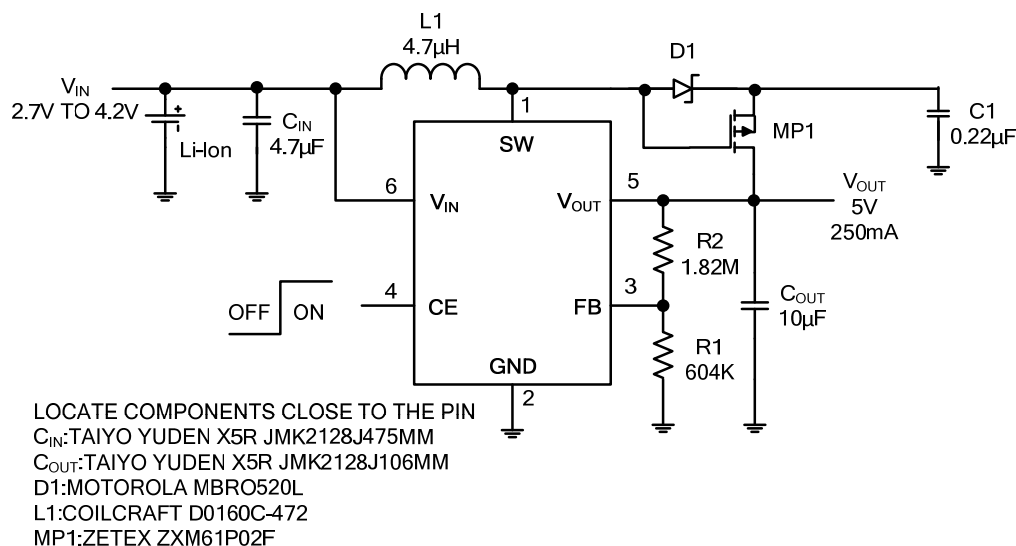 L1
4.7μH
D1
VIN
2.7V TO 4.2V
+
-
Li-Ion
CIN
4.7μF
1
SW
MP1
C1
0.22μF
6
VIN
5
VOUT
VOUT
5V
250mA
R2
1.82M
OFF ON
4
CE
3
FB
COUT
10μF
R1
604K
GND
2
LOCATE COMPONENTS CLOSE TO THE PIN
CIN:TAIYO YUDEN X5R JMK2128J475MM
COUT:TAIYO YUDEN X5R JMK2128J106MM
D1:MOTOROLA MBRO520L
L1:COILCRAFT D0160C-472
MP1:ZETEX ZXM61P02F